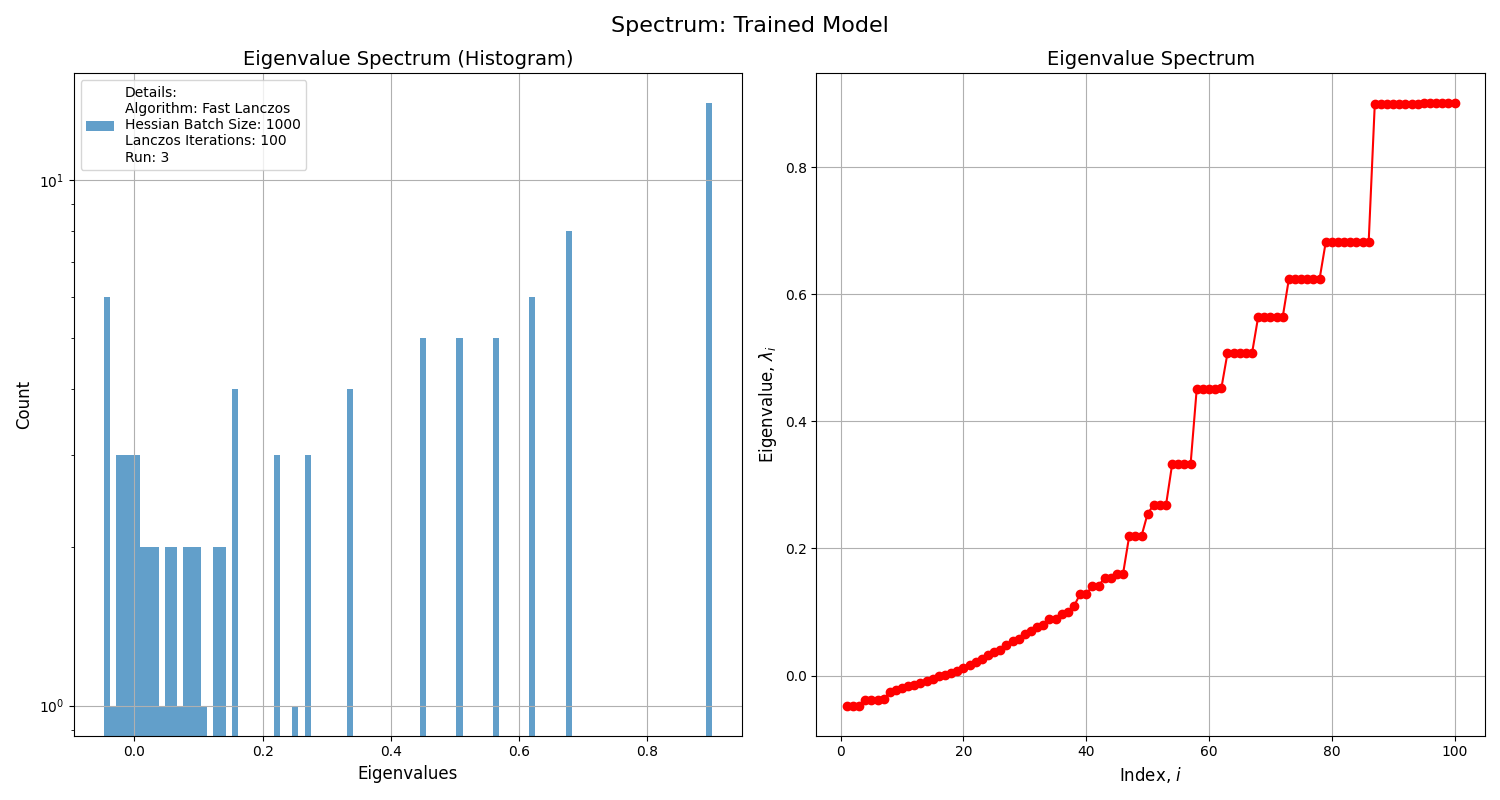 Spectrum: Trained Model
Eigenvalue Spectrum (Histogram)
Details:
Algorithm: Fast Lanczos
Hessian Batch Size: 1000
Lanczos Iterations: 100
Run: 3
Count
10¹
10⁰
0.0 0.2 0.4 0.6 0.8
Eigenvalues
Eigenvalue Spectrum
Eigenvalue, λᵢ
0.8
0.6
0.4
0.2
0.0
0 20 40 60 80 100
Index, i